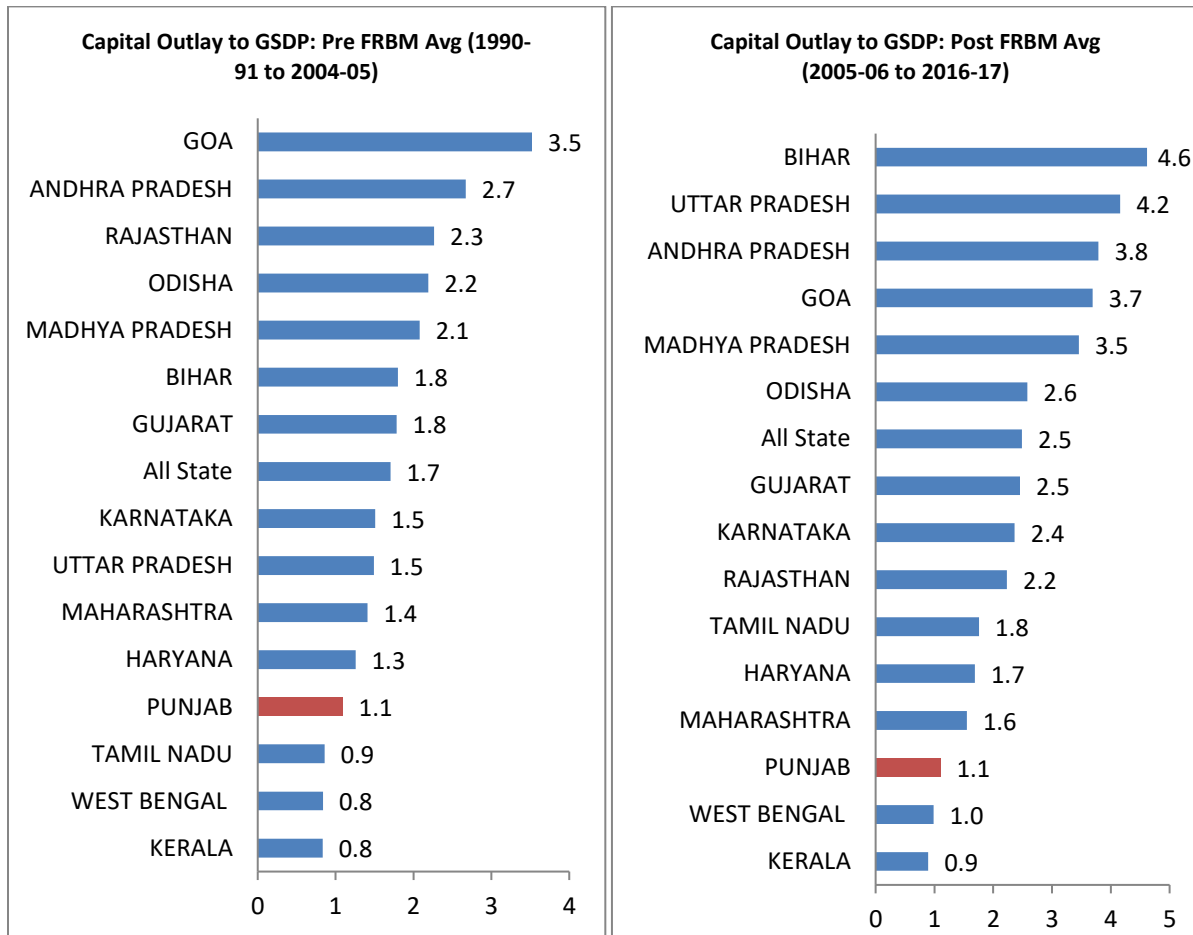 Capital Outlay to GSDP: Pre FRBM Avg (1990-
91 to 2004-05)
GOA 3.5
ANDHRA PRADESH 2.7
RAJASTHAN 2.3
ODISHA 2.2
MADHYA PRADESH 2.1
BIHAR 1.8
GUJARAT 1.8
All State 1.7
KARNATAKA 1.5
UTTAR PRADESH 1.5
MAHARASHTRA 1.4
HARYANA 1.3
PUNJAB 1.1
TAMIL NADU 0.9
WEST BENGAL 0.8
KERALA 0.8
0 1 2 3 4
Capital Outlay to GSDP: Post FRBM Avg
(2005-06 to 2016-17)
BIHAR 4.6
UTTAR PRADESH 4.2
ANDHRA PRADESH 3.8
GOA 3.7
MADHYA PRADESH 3.5
ODISHA 2.6
All State 2.5
GUJARAT 2.5
KARNATAKA 2.4
RAJASTHAN 2.2
TAMIL NADU 1.8
HARYANA 1.7
MAHARASHTRA 1.6
PUNJAB 1.1
WEST BENGAL 1.0
KERALA 0.9
0 1 2 3 4 5